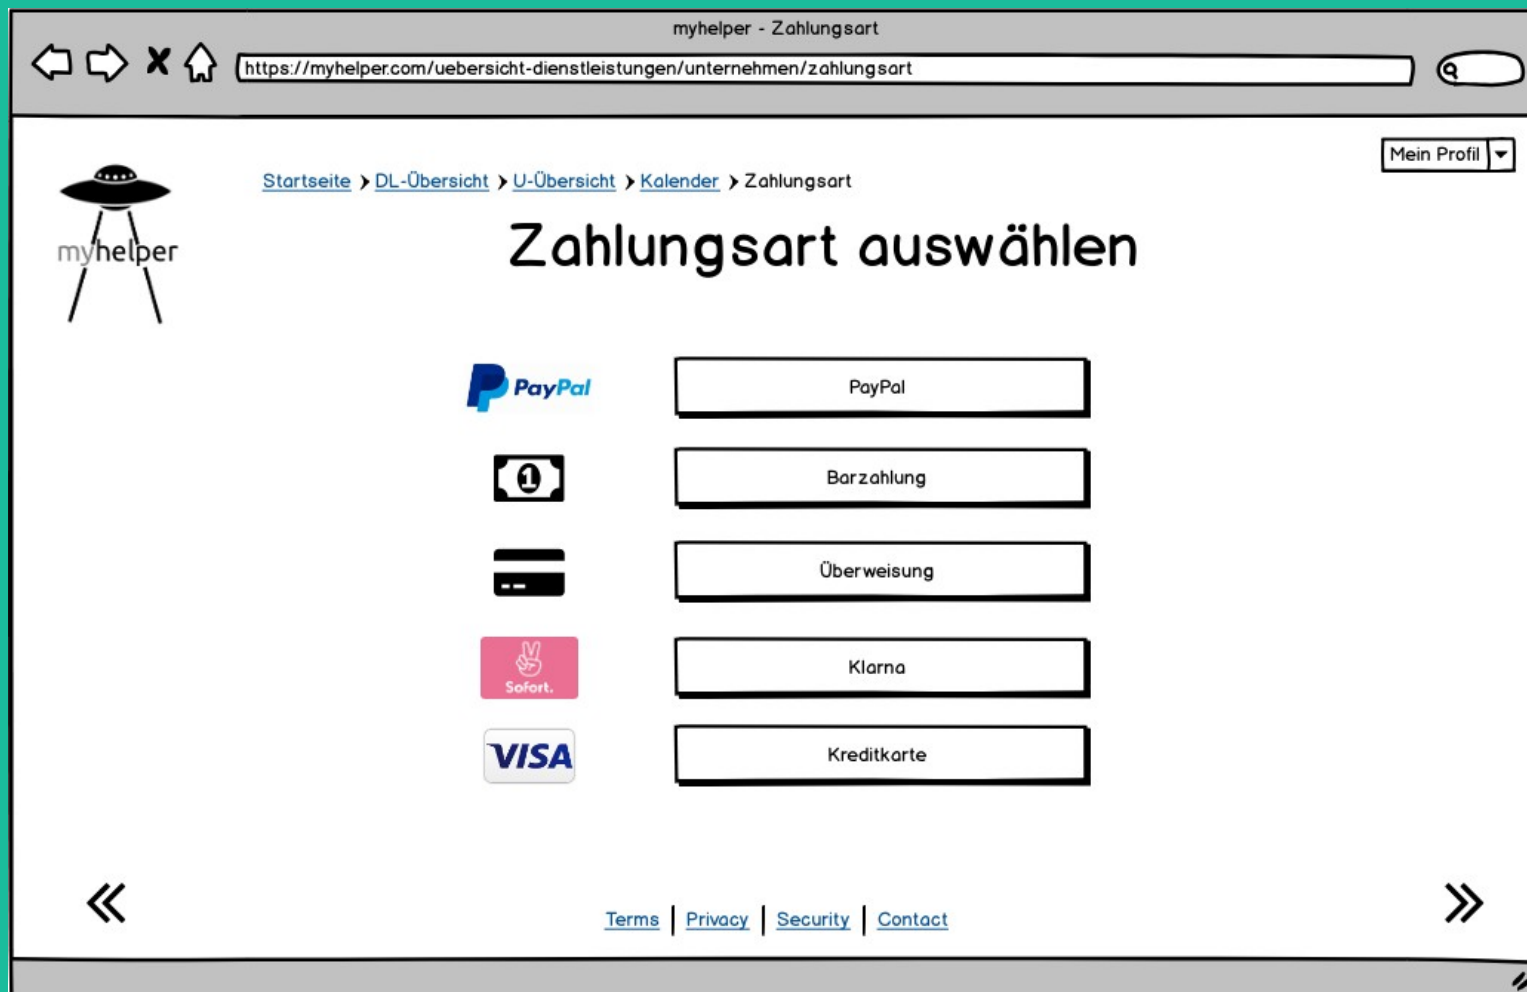 myhelper - Zahlungsart
https://myhelper.com/uebersicht-dienstleistungen/unternehmen/zahlungsart
Mein Profil
Startseite DL-Übersicht U-Übersicht Kalender Zahlungsart
myhelper
Zahlungsart auswählen
PayPal PayPal
1 Barzahlung
Überweisung
Sofort. Klarna
VISA Kreditkarte
Terms | Privacy | Security | Contact